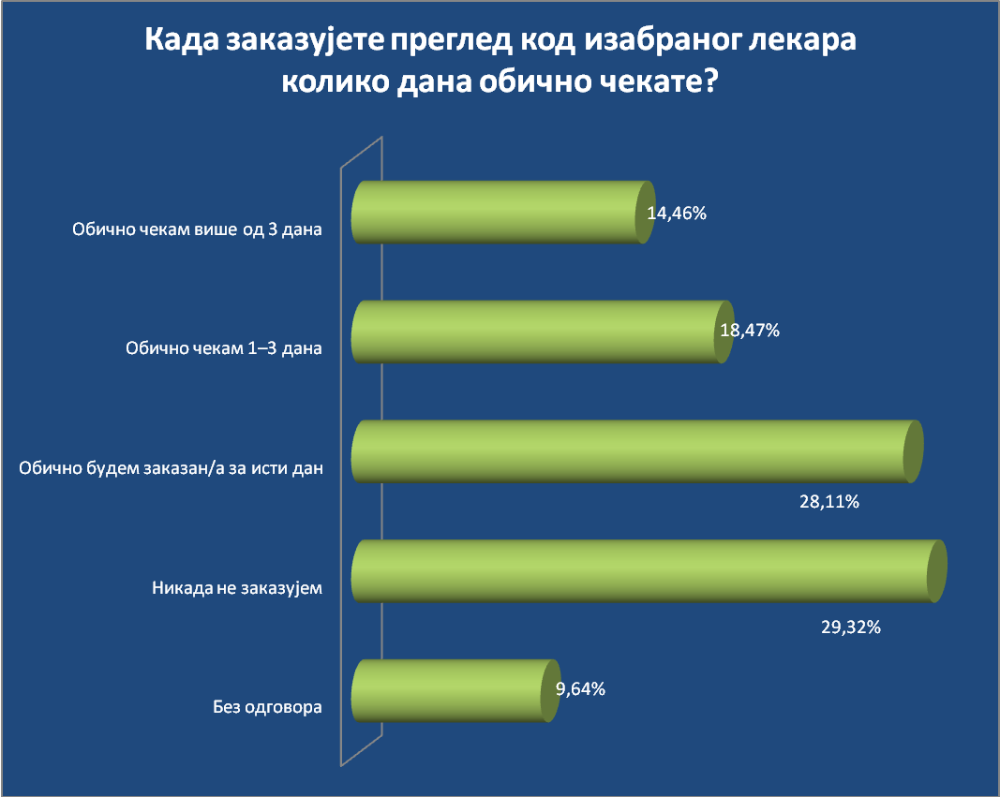 Када заказујете преглед код изабраног лекара
колико дана обично чекате?
Обично чекам више од 3 дана
14,46%
Обично чекам 1–3 дана
18,47%
Обично будем заказан/а за исти дан
28,11%
Никада не заказујем
29,32%
Без одговора
9,64%